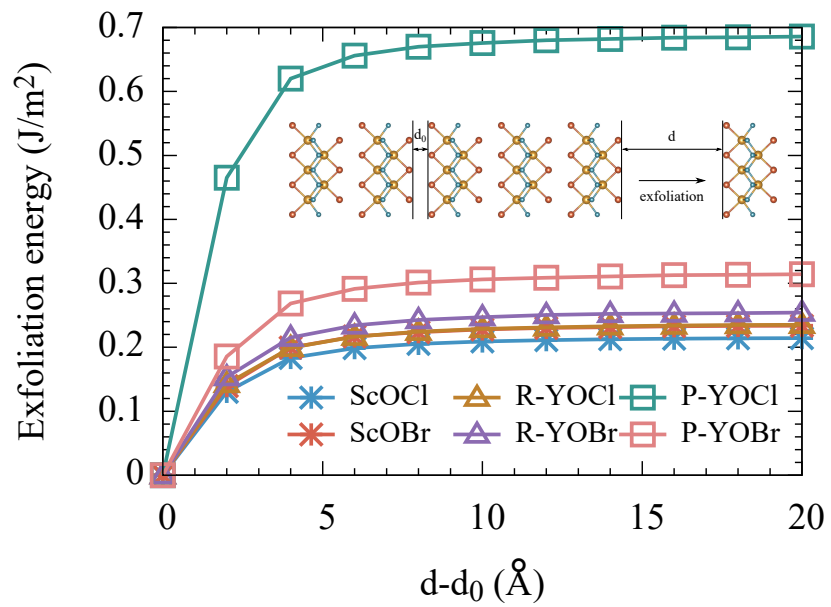 Exfoliation energy (J/m²)
0.7
0.6
0.5
0.4
0.3
0.2
0.1
0
d₀
d
exfoliation
ScOCl R-YOCl P-YOCl
ScOBr R-YOBr P-YOBr
0 5 10 15 20
d-d₀ (Å)